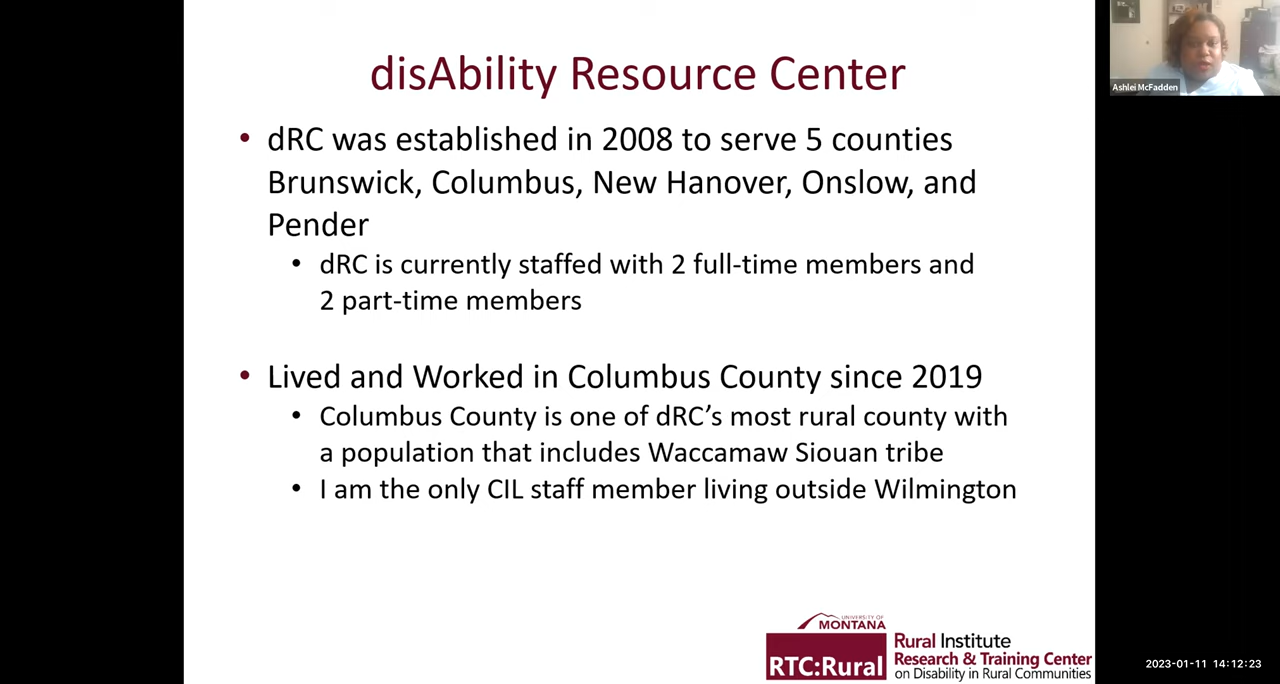 disAbility Resource Center
• dRC was established in 2008 to serve 5 counties
Brunswick, Columbus, New Hanover, Onslow, and
Pender
• dRC is currently staffed with 2 full-time members and
2 part-time members
• Lived and Worked in Columbus County since 2019
• Columbus County is one of dRC’s most rural county with
a population that includes Waccamaw Siouan tribe
• I am the only CIL staff member living outside Wilmington
Ashlei McFadden
UNIVERSITY OF
MONTANA
RTC:Rural
Rural Institute
Research & Training Center
on Disability in Rural Communities
2023-01-11 14:12:23